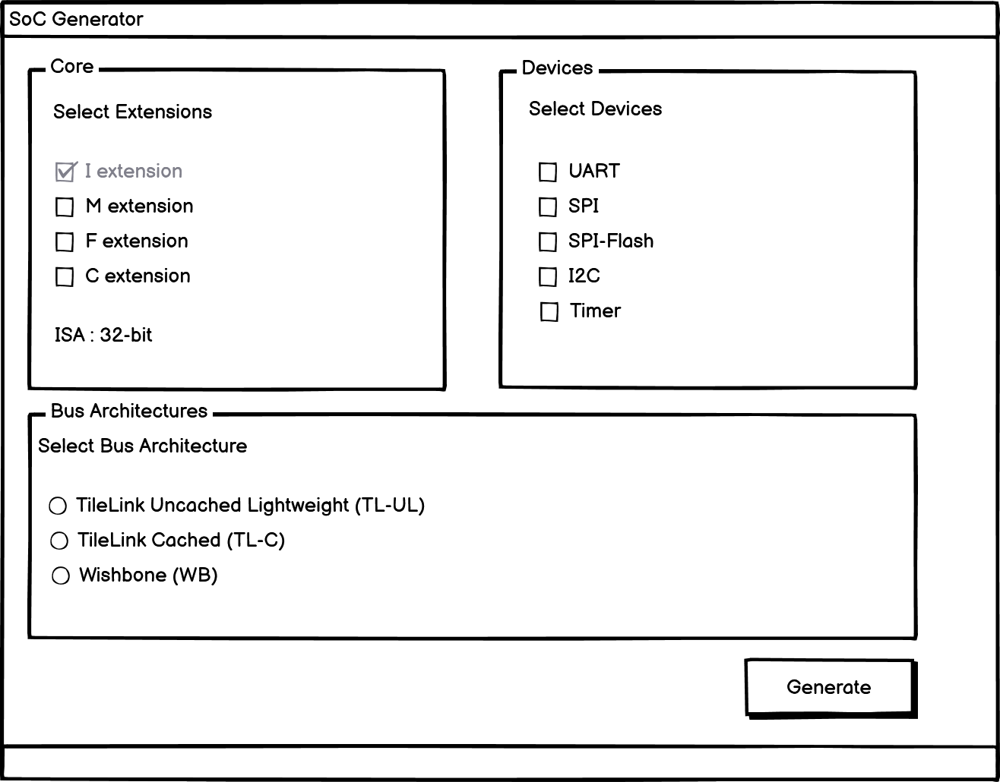 SoC Generator
Core
Select Extensions
I extension
M extension
F extension
C extension
ISA : 32-bit
Devices
Select Devices
UART
SPI
SPI-Flash
I2C
Timer
Bus Architectures
Select Bus Architecture
TileLink Uncached Lightweight (TL-UL)
TileLink Cached (TL-C)
Wishbone (WB)
Generate